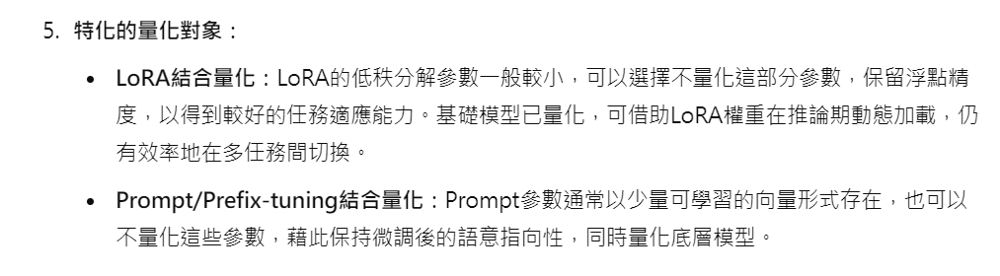 5. 特化的量化對象：
• LoRA結合量化：LoRA的低秩分解參數一般較小，可以選擇不量化這部分參數，保留浮點精
度，以得到較好的任務適應能力。基礎模型已量化，可借助LoRA權重在推論期動態加載，仍
有效率地在多任務間切換。
• Prompt/Prefix-tuning結合量化：Prompt參數通常以少量可學習的向量形式存在，也可以
不量化這些參數，藉此保持微調後的語意指向性，同時量化底層模型。